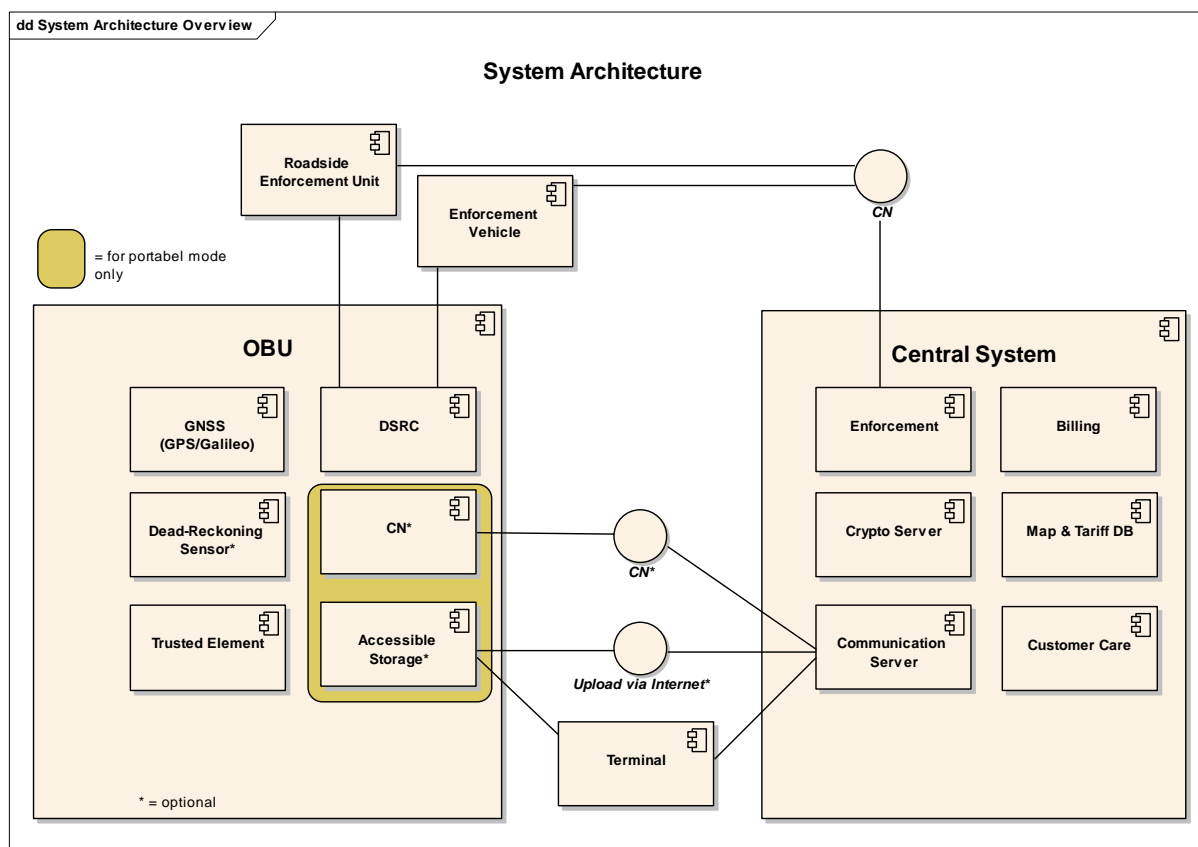 dd System Architecture Overview
System Architecture
Roadside
Enforcement Unit
CN
Enforcement
Vehicle
= for portabel mode
only
OBU
Central System
GNSS
(GPS/Galileo)
DSRC
Enforcement
Billing
Dead-Reckoning
Sensor*
CN*
CN*
Crypto Server
Map & Tariff DB
Trusted Element
Accessible
Storage*
Upload via Internet*
Communication
Server
Customer Care
Terminal
* = optional